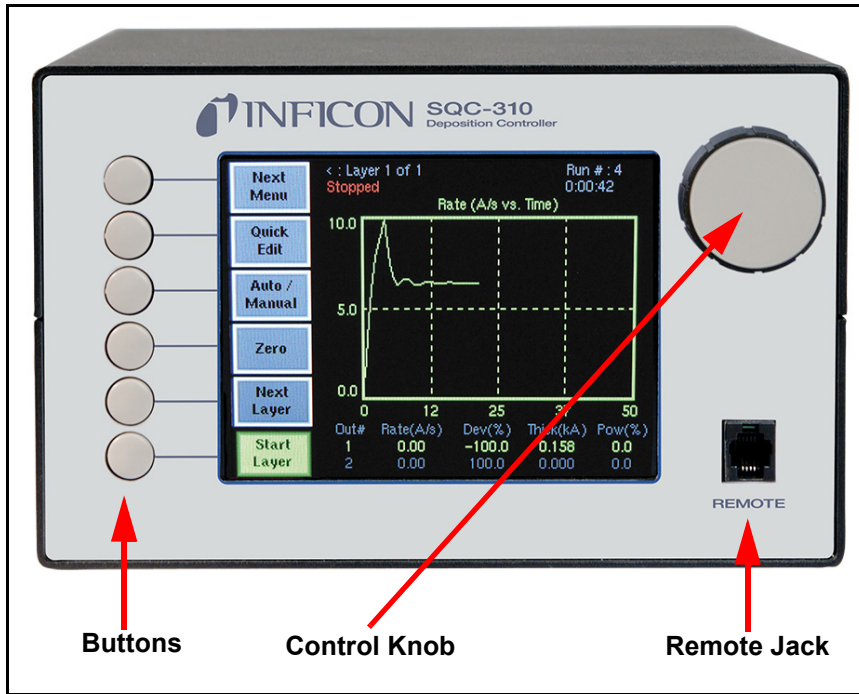 INFICON SQC-310
Deposition Controller
Next
Menu
Quick
Edit
Auto /
Manual
Zero
Next
Layer
Start
Layer
< : Layer 1 of 1
Run # : 4
Stopped
0:00:42
Rate (A/s vs. Time)
10.0
5.0
0.0
0 12 25 37 50
Out# Rate(A/s) Dev(%) Thick(kA) Pow(%)
1 0.00 -100.0 0.158 0.0
2 0.00 100.0 0.000 0.0
REMOTE
Buttons
Control Knob
Remote Jack